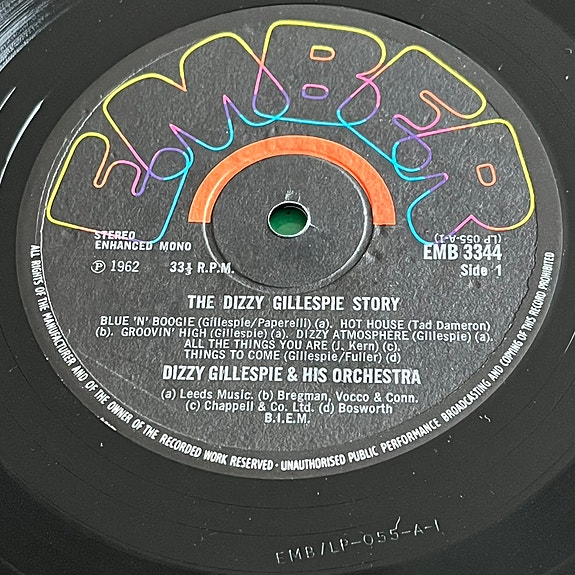 EMBER
STEREO
ENHANCED MONO
(LP 055-A-1)
EMB 3344
Ⓟ 1962 33⅓ R.P.M.
Side 1
THE DIZZY GILLESPIE STORY
BLUE 'N' BOOGIE (Gillespie/Paperelli) (a). HOT HOUSE (Tad Dameron)
(b). GROOVIN' HIGH (Gillespie) (a). DIZZY ATMOSPHERE (Gillespie) (a).
ALL THE THINGS YOU ARE (J. Kern) (c).
THINGS TO COME (Gillespie/Fuller) (d)
DIZZY GILLESPIE & HIS ORCHESTRA
(a) Leeds Music. (b) Bregman, Vocco & Conn.
(c) Chappell & Co. Ltd. (d) Bosworth
B.I.E.M.
ALL RIGHTS OF THE MANUFACTURER AND OF THE OWNER OF THE RECORDED WORK RESERVED · UNAUTHORISED PUBLIC PERFORMANCE BROADCASTING AND COPYING OF THIS RECORD PROHIBITED
EMB/LP-055-A-1